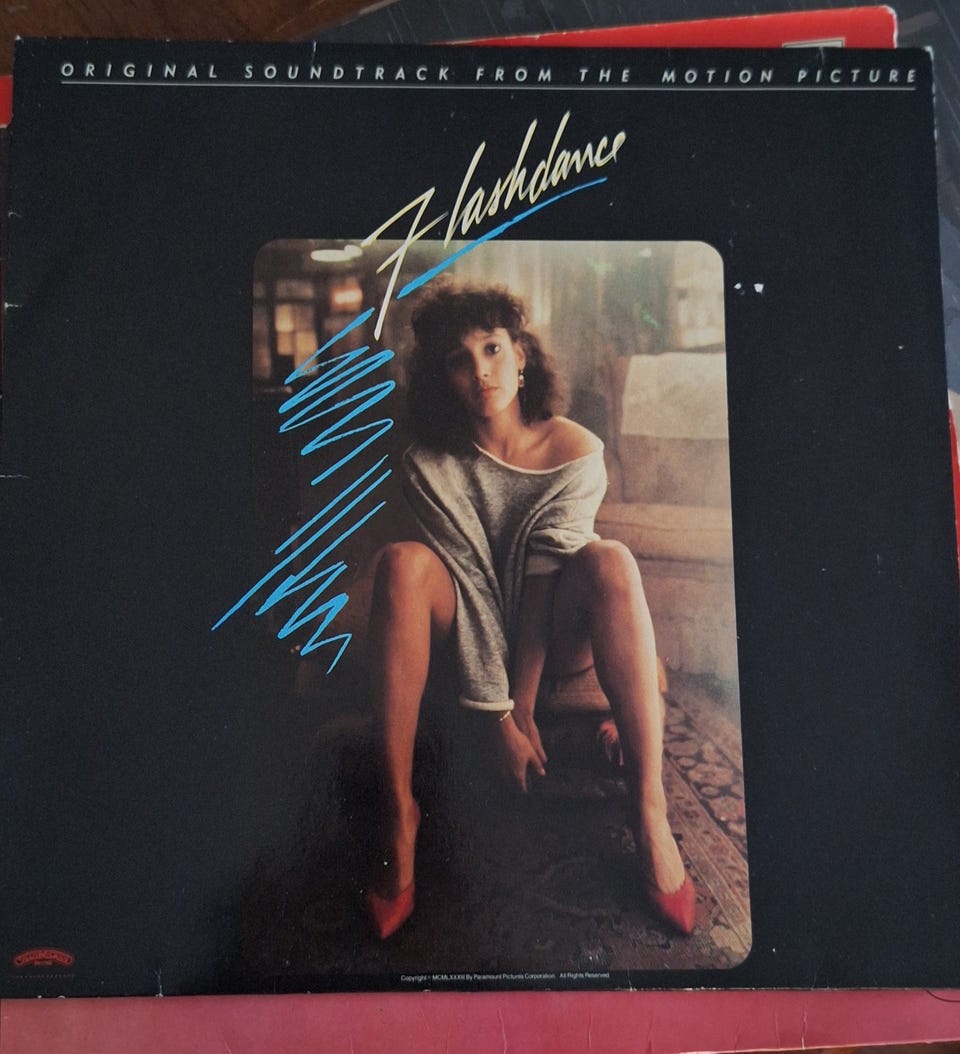 ORIGINAL SOUNDTRACK FROM THE MOTION PICTURE
Flashdance
Copyright © MCMLXXXIII By Paramount Pictures Corporation. All Rights Reserved.